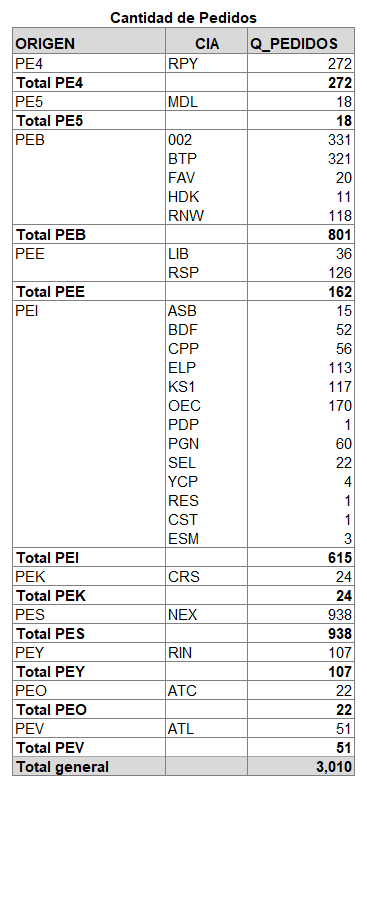 Cantidad de Pedidos
ORIGEN CIA Q_PEDIDOS
PE4 RPY 272
Total PE4 272
PE5 MDL 18
Total PE5 18
PEB 002 331
BTP 321
FAV 20
HDK 11
RNW 118
Total PEB 801
PEE LIB 36
RSP 126
Total PEE 162
PEI ASB 15
BDF 52
CPP 56
ELP 113
KS1 117
OEC 170
PDP 1
PGN 60
SEL 22
YCP 4
RES 1
CST 1
ESM 3
Total PEI 615
PEK CRS 24
Total PEK 24
PES NEX 938
Total PES 938
PEY RIN 107
Total PEY 107
PEO ATC 22
Total PEO 22
PEV ATL 51
Total PEV 51
Total general 3,010